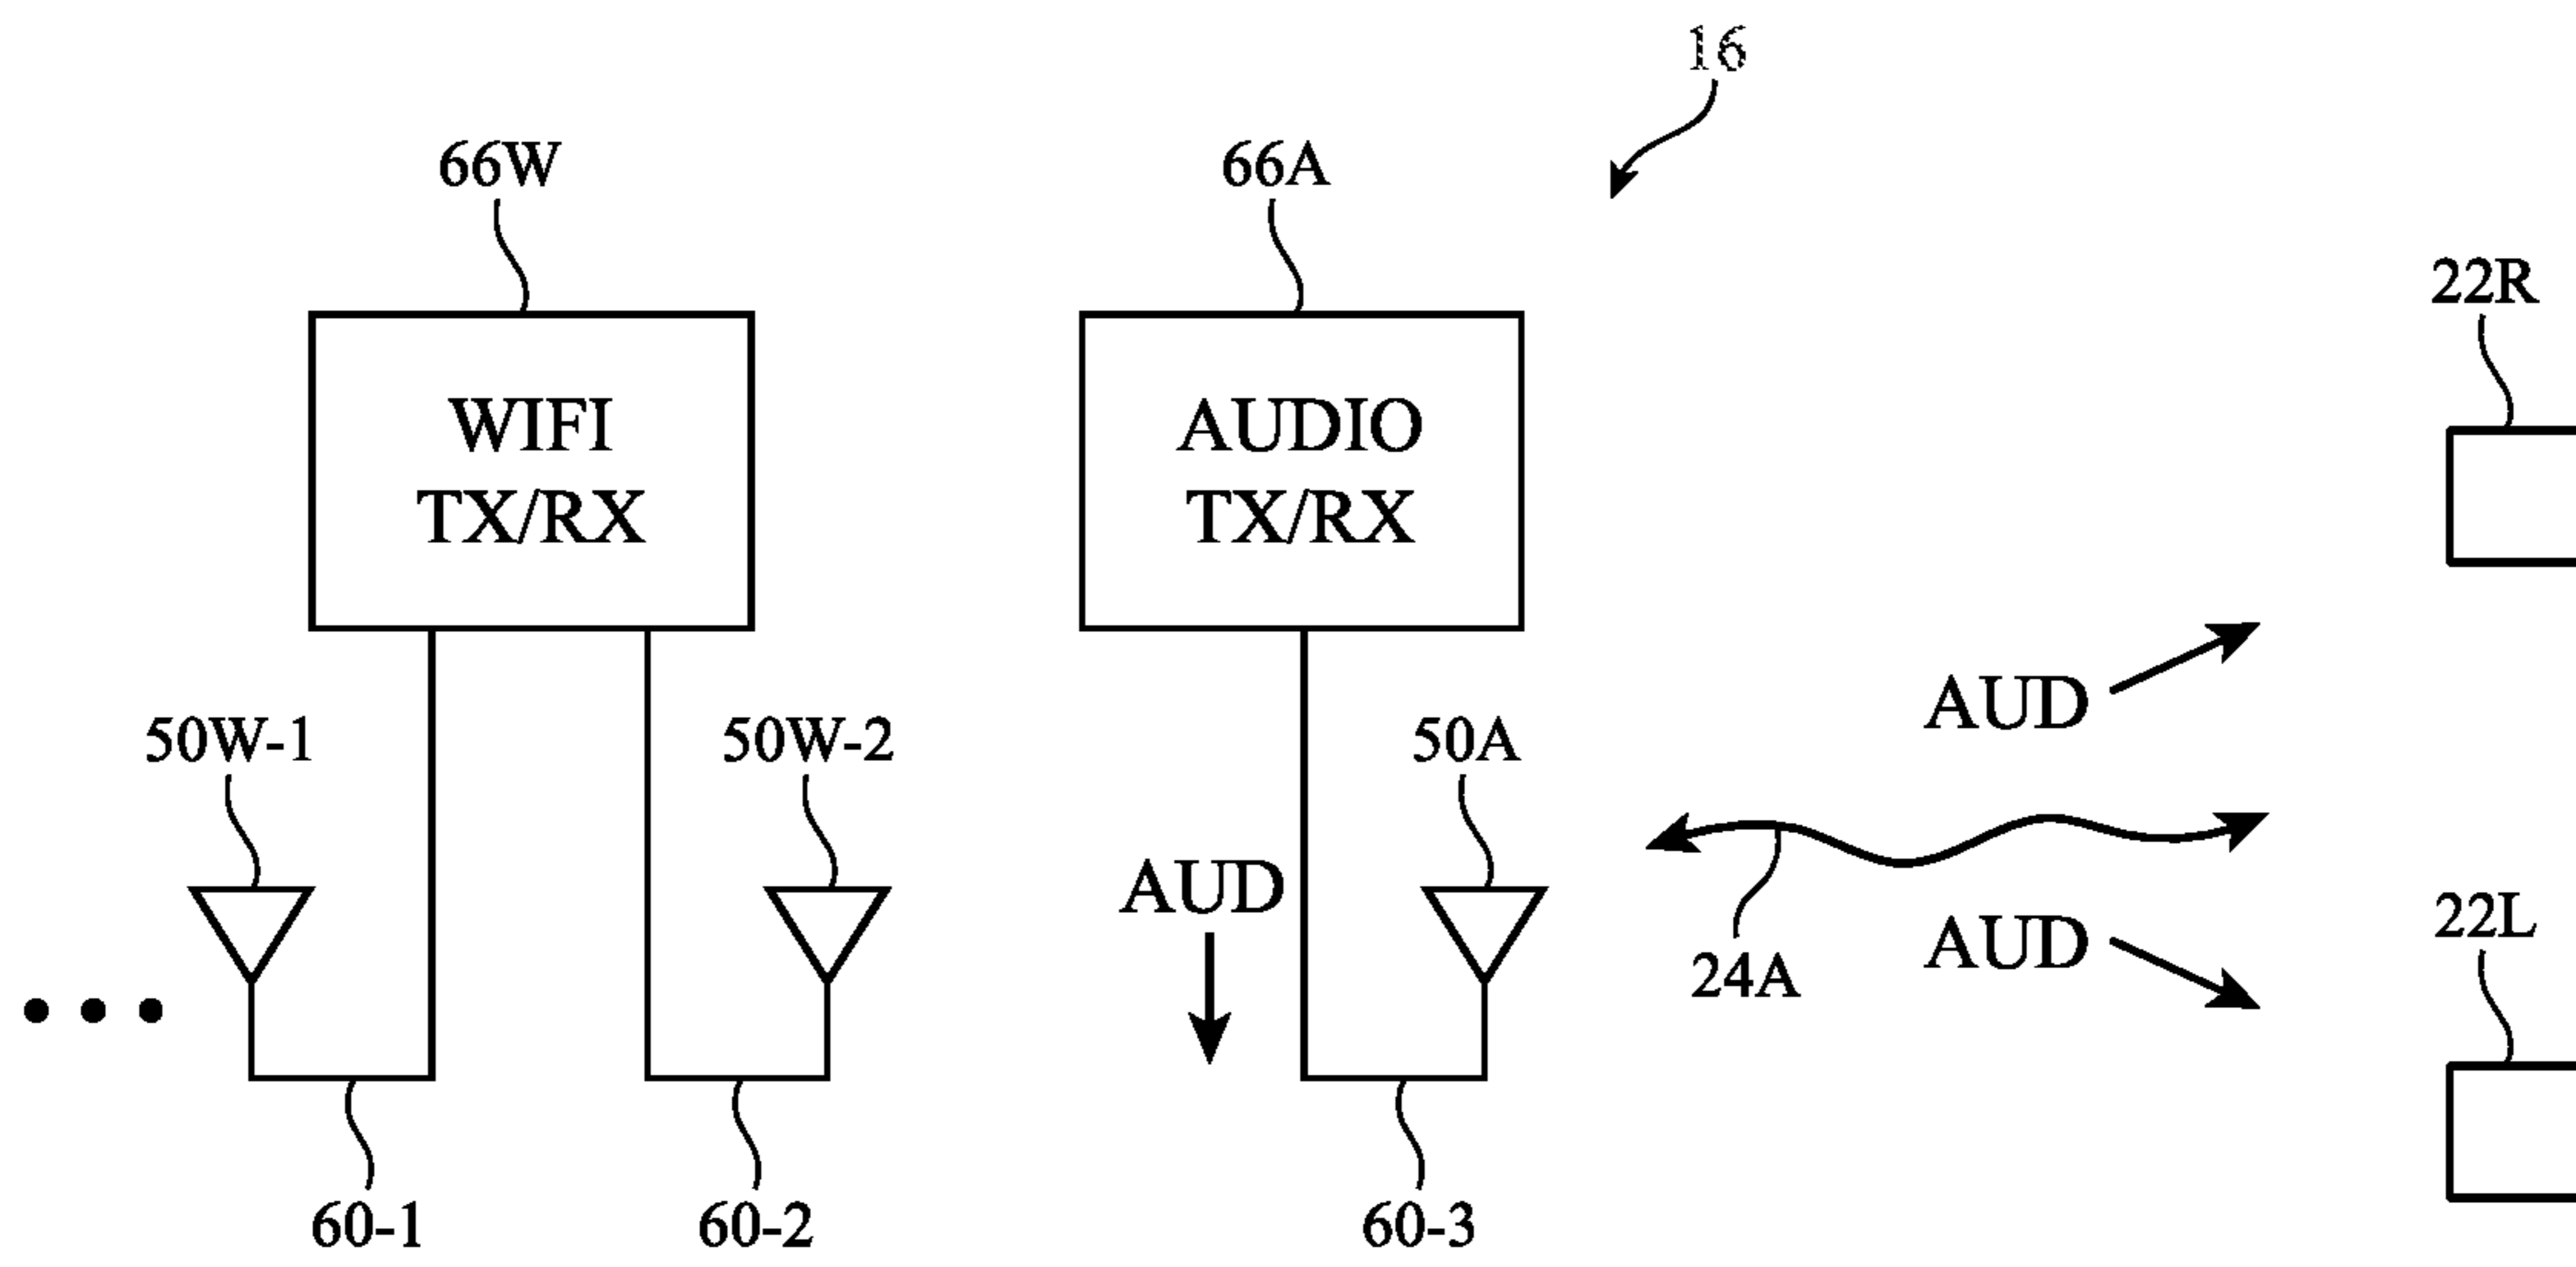 16
66W
66A
22R
WIFI
TX/RX
AUDIO
TX/RX
50W-1
50W-2
50A
AUD
AUD
24A
AUD
22L
60-1
60-2
60-3